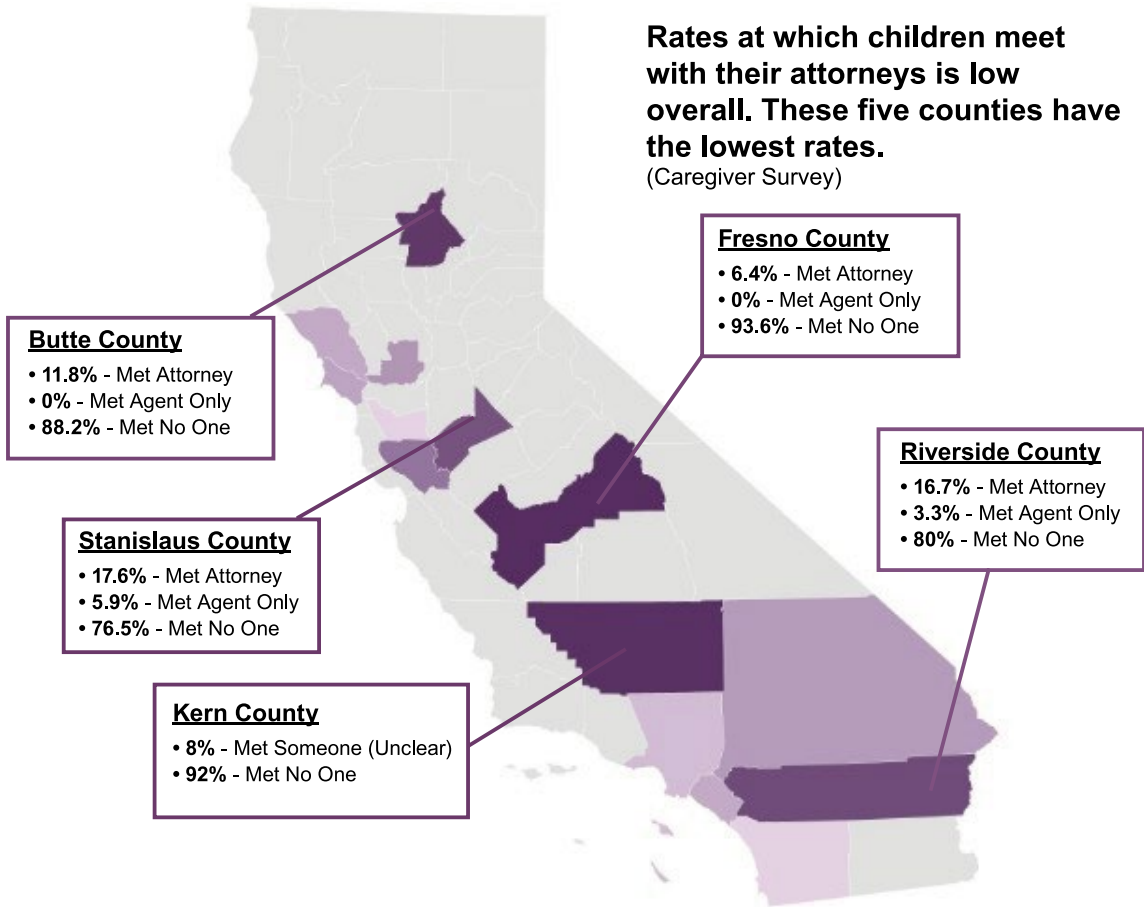 Rates at which children meet
with their attorneys is low
overall. These five counties have
the lowest rates.
(Caregiver Survey)
Fresno County
• 6.4% - Met Attorney
• 0% - Met Agent Only
• 93.6% - Met No One
Butte County
• 11.8% - Met Attorney
• 0% - Met Agent Only
• 88.2% - Met No One
Riverside County
• 16.7% - Met Attorney
• 3.3% - Met Agent Only
• 80% - Met No One
Stanislaus County
• 17.6% - Met Attorney
• 5.9% - Met Agent Only
• 76.5% - Met No One
Kern County
• 8% - Met Someone (Unclear)
• 92% - Met No One